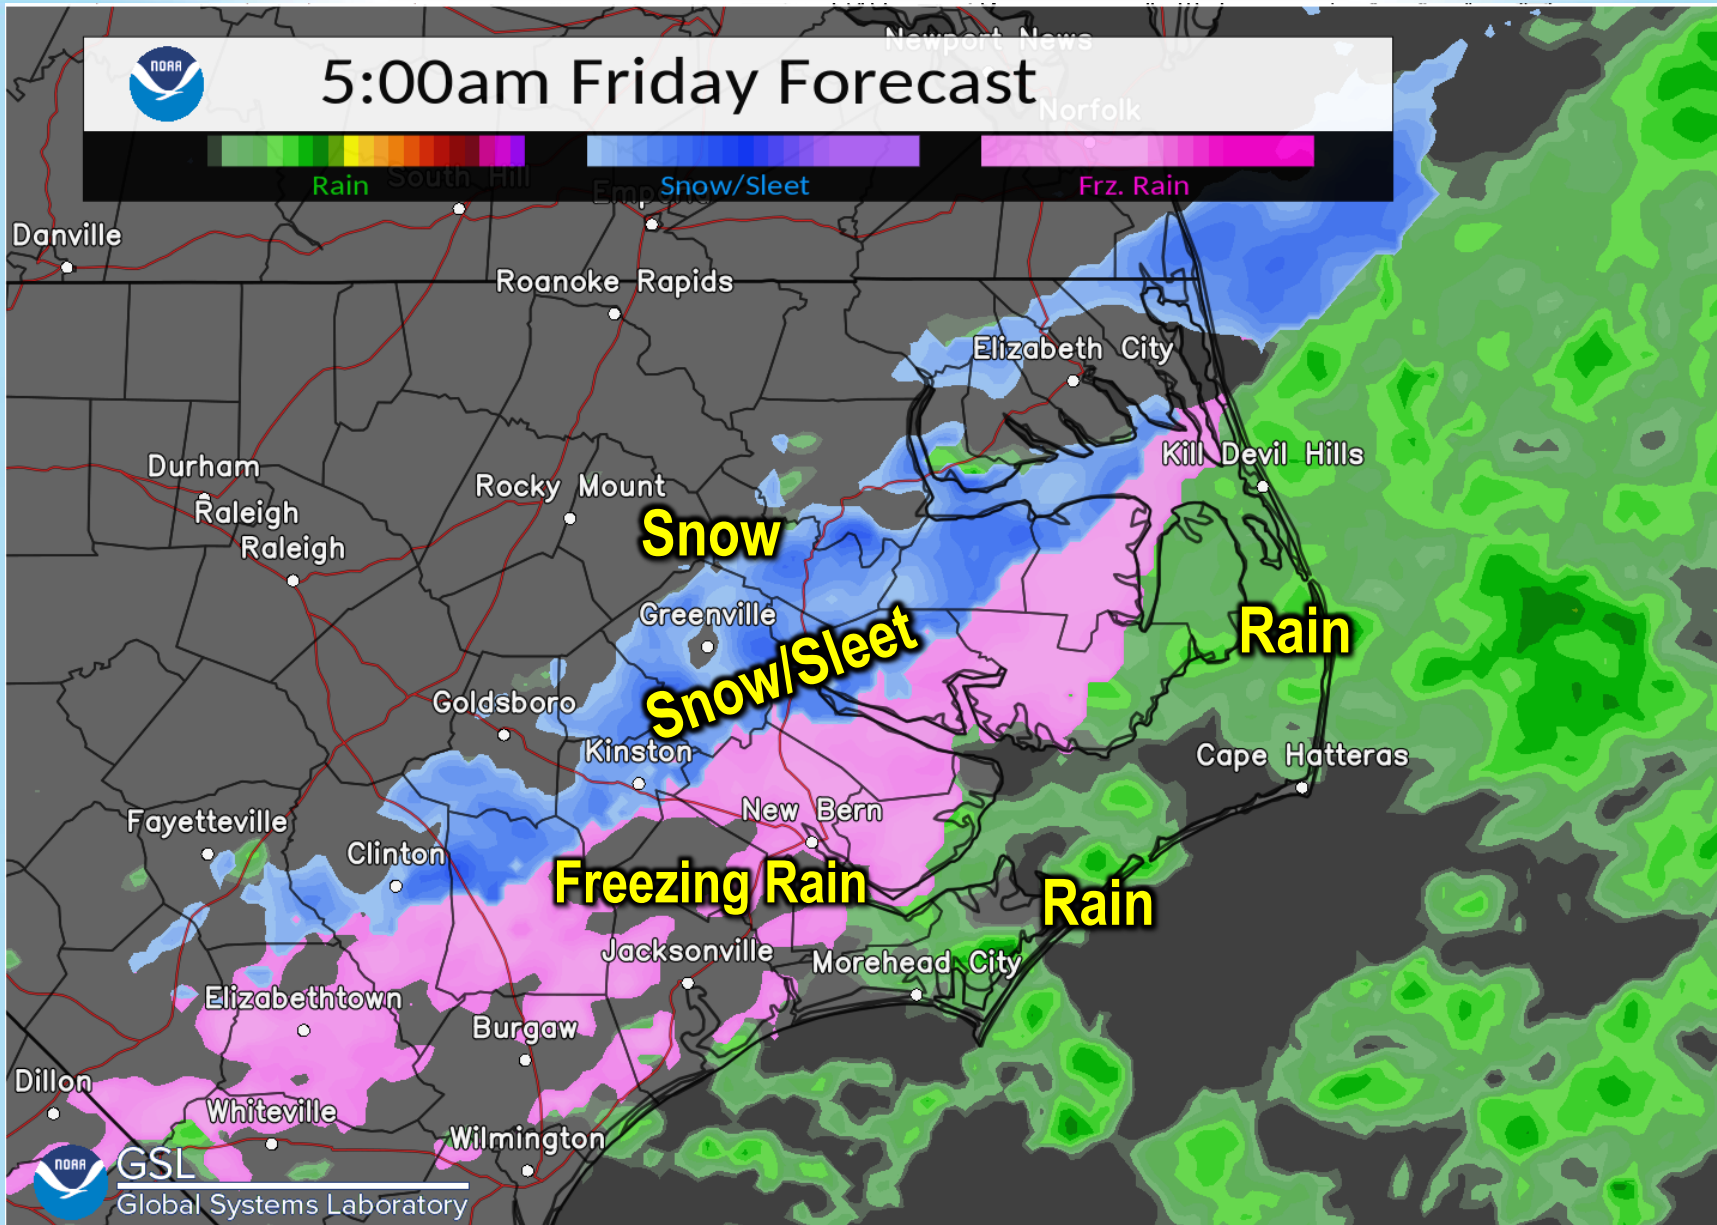 Newport News
NOAA
5:00am Friday Forecast
Norfolk
Rain
South Hill
Emporia
Snow/Sleet
Frz. Rain
Danville
Roanoke Rapids
Elizabeth City
Kill Devil Hills
Durham
Rocky Mount
Raleigh
Raleigh
Snow
Greenville
Snow/Sleet
Rain
Goldsboro
Kinston
Cape Hatteras
New Bern
Fayetteville
Clinton
Freezing Rain
Rain
Jacksonville
Morehead City
Elizabethtown
Burgaw
Dillon
Whiteville
Wilmington
NOAA
GSL
Global Systems Laboratory